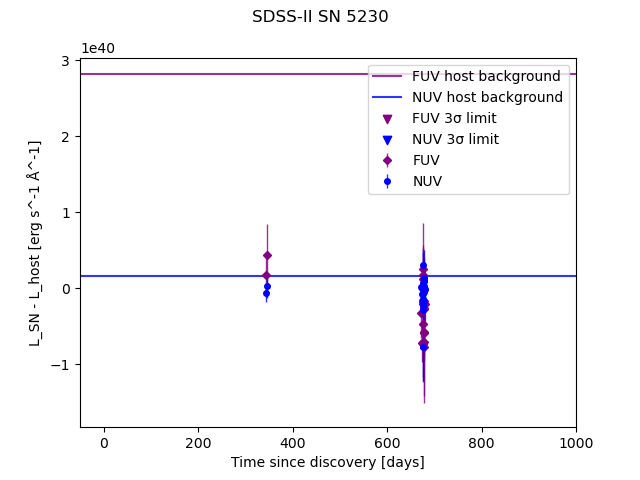 SDSS-II SN 5230
1e40
FUV host background
NUV host background
FUV 3σ limit
NUV 3σ limit
FUV
NUV
3
2
1
0
−1
L_SN - L_host [erg s^-1 Å^-1]
0 200 400 600 800 1000
Time since discovery [days]